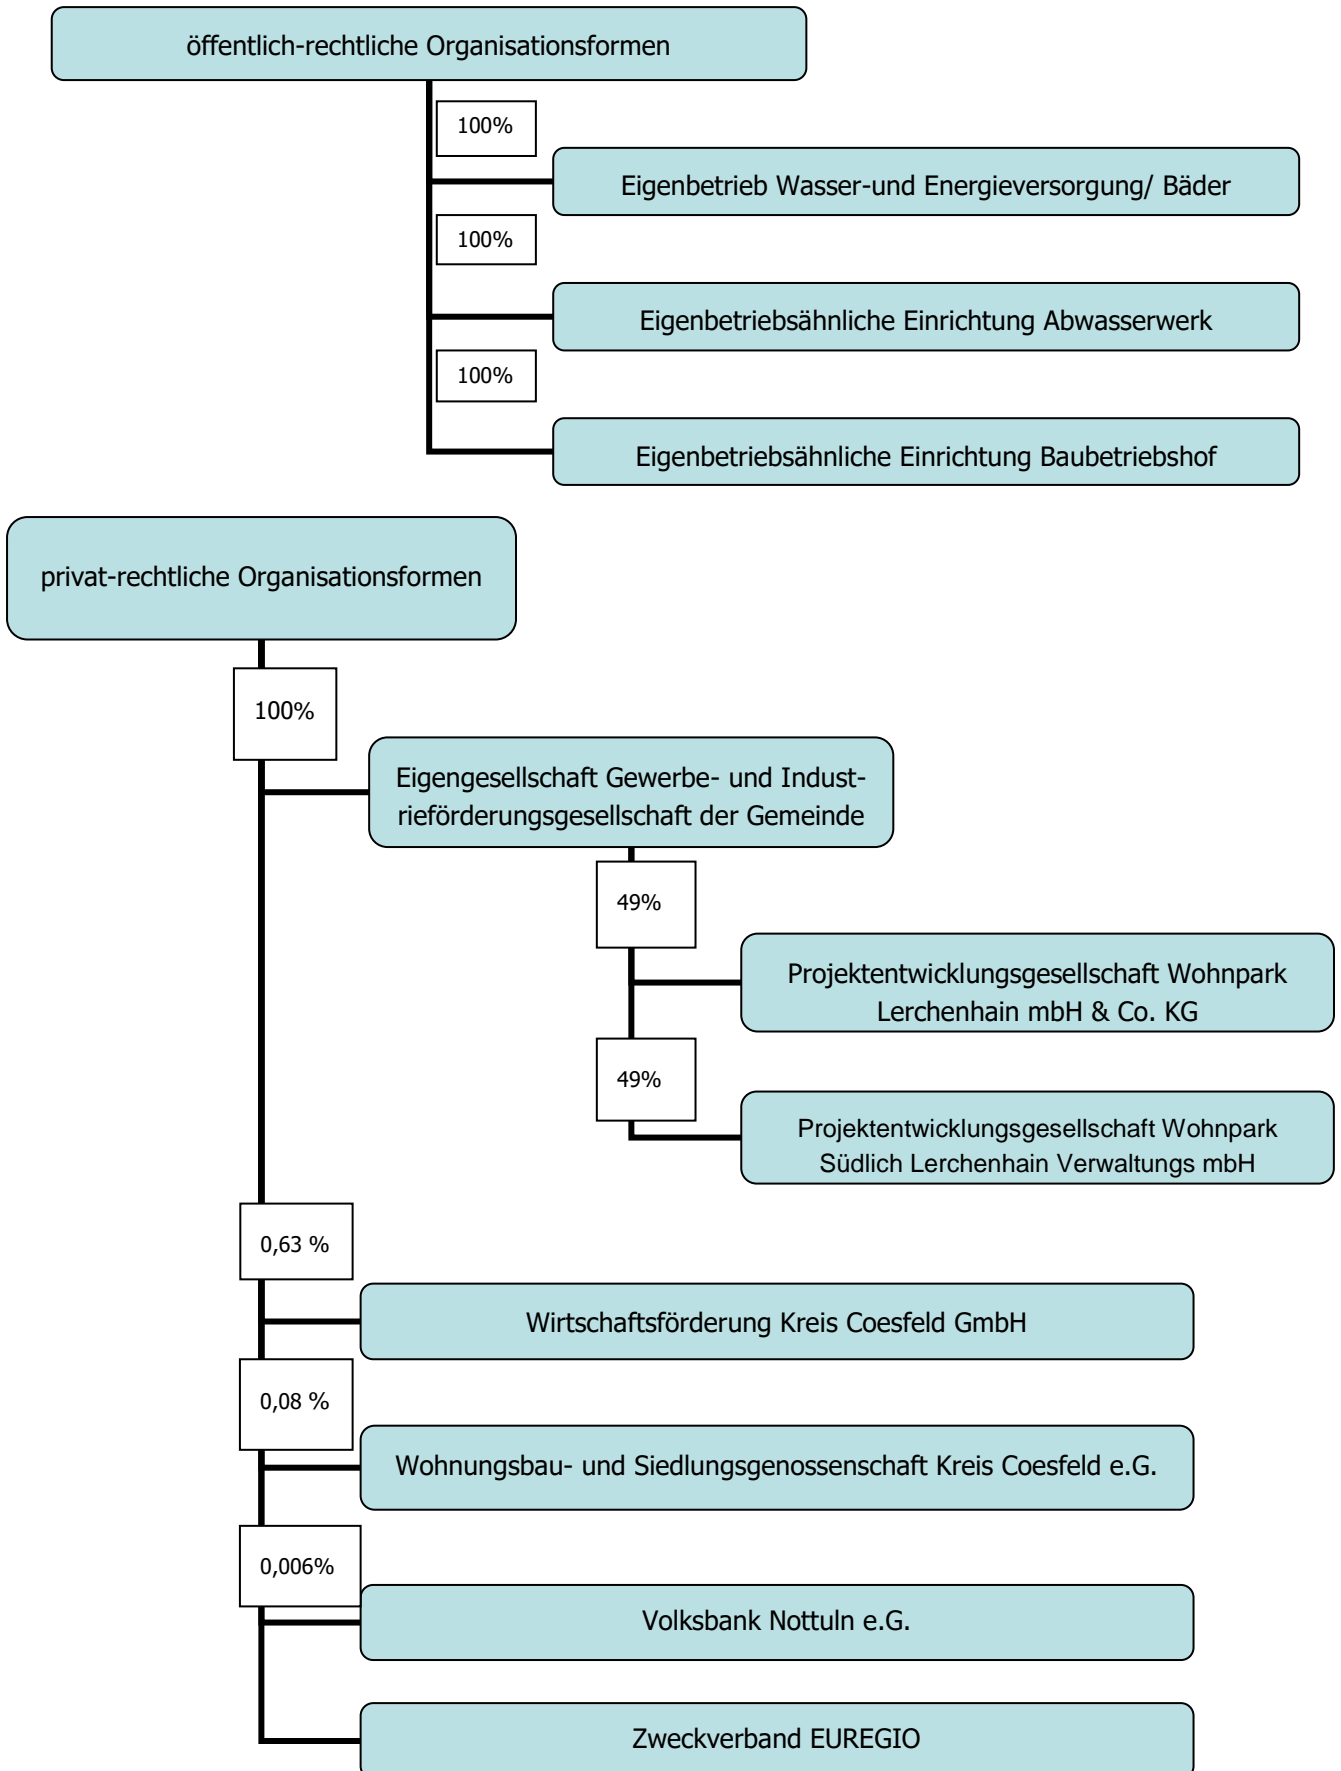 öffentlich-rechtliche Organisationsformen
100%
Eigenbetrieb Wasser-und Energieversorgung/ Bäder
100%
Eigenbetriebsähnliche Einrichtung Abwasserwerk
100%
Eigenbetriebsähnliche Einrichtung Baubetriebshof
privat-rechtliche Organisationsformen
100%
Eigengesellschaft Gewerbe- und Indust-
rieförderungsgesellschaft der Gemeinde
49%
Projektentwicklungsgesellschaft Wohnpark
Lerchenhain mbH & Co. KG
49%
Projektentwicklungsgesellschaft Wohnpark
Südlich Lerchenhain Verwaltungs mbH
0,63 %
Wirtschaftsförderung Kreis Coesfeld GmbH
0,08 %
Wohnungsbau- und Siedlungsgenossenschaft Kreis Coesfeld e.G.
0,006%
Volksbank Nottuln e.G.
Zweckverband EUREGIO